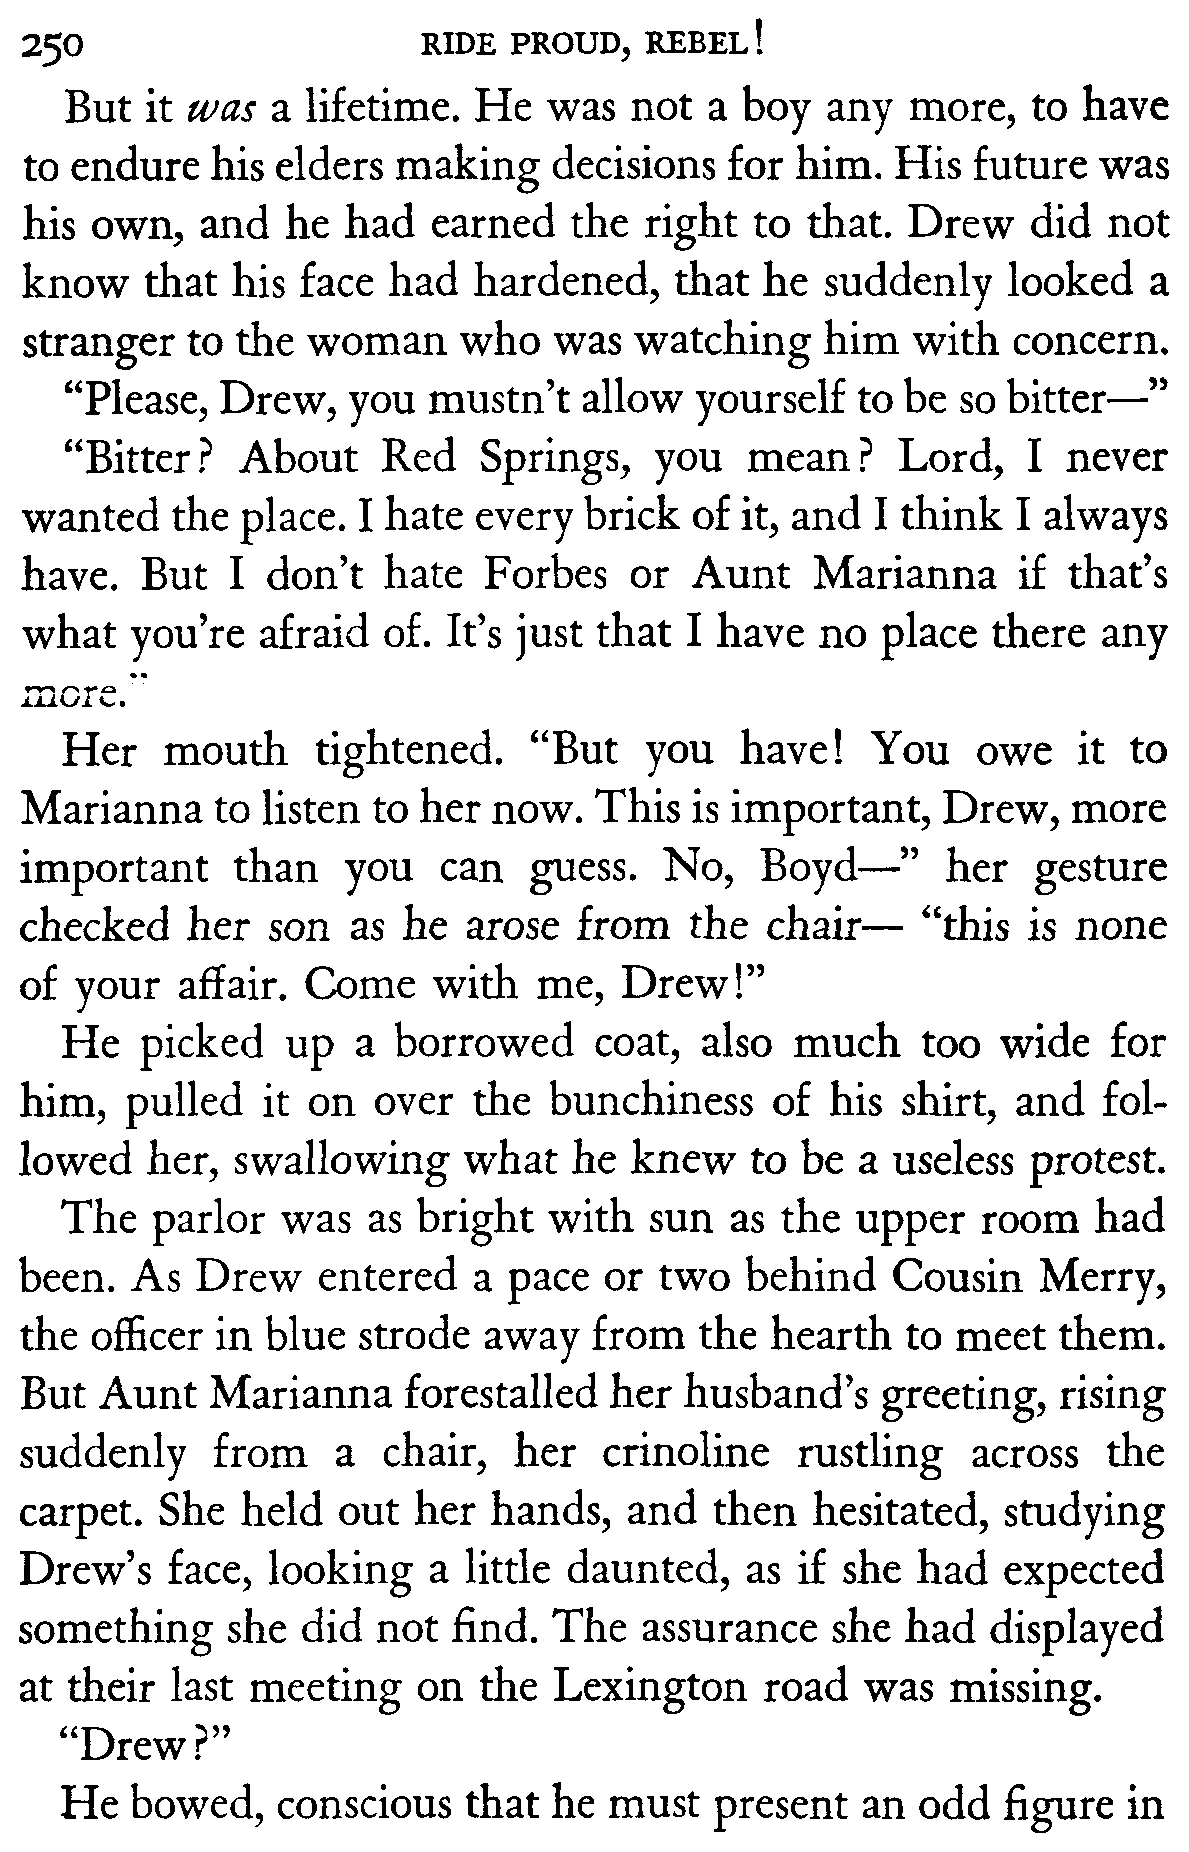 250 RIDE PROUD, REBEL!
But it was a lifetime. He was not a boy any more, to have
to endure his elders making decisions for him. His future was
his own, and he had earned the right to that. Drew did not
know that his face had hardened, that he suddenly looked a
stranger to the woman who was watching him with concern.
“Please, Drew, you mustn’t allow yourself to be so bitter—”
“Bitter? About Red Springs, you mean? Lord, I never
wanted the place. I hate every brick of it, and I think I always
have. But I don’t hate Forbes or Aunt Marianna if that’s
what you’re afraid of. It’s just that I have no place there any
more.”
Her mouth tightened. “But you have! You owe it to
Marianna to listen to her now. This is important, Drew, more
important than you can guess. No, Boyd—” her gesture
checked her son as he arose from the chair— “this is none
of your affair. Come with me, Drew!”
He picked up a borrowed coat, also much too wide for
him, pulled it on over the bunchiness of his shirt, and fol-
lowed her, swallowing what he knew to be a useless protest.
The parlor was as bright with sun as the upper room had
been. As Drew entered a pace or two behind Cousin Merry,
the officer in blue strode away from the hearth to meet them.
But Aunt Marianna forestalled her husband’s greeting, rising
suddenly from a chair, her crinoline rustling across the
carpet. She held out her hands, and then hesitated, studying
Drew’s face, looking a little daunted, as if she had expected
something she did not find. The assurance she had displayed
at their last meeting on the Lexington road was missing.
“Drew?”
He bowed, conscious that he must present an odd figure in